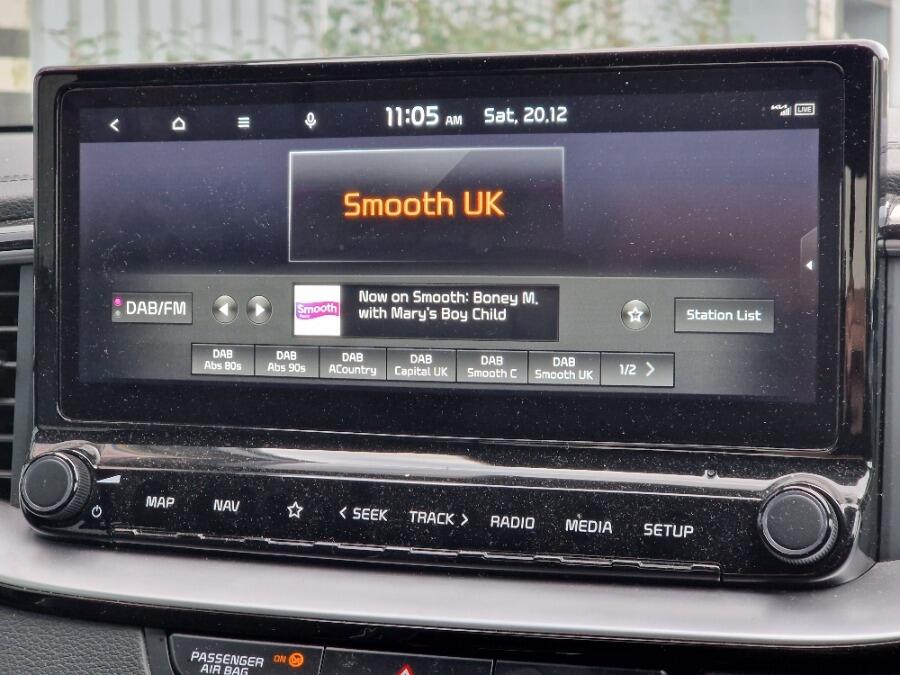 11:05 AM Sat, 20.12
KIA LIVE
Smooth UK
DAB/FM
Smooth
Now on Smooth: Boney M.
with Mary's Boy Child
Station List
DAB
Abs 80s
DAB
Abs 90s
DAB
ACountry
DAB
Capital UK
DAB
Smooth C
DAB
Smooth UK
1/2 >
MAP NAV < SEEK TRACK > RADIO MEDIA SETUP
PASSENGER
AIR BAG
ON